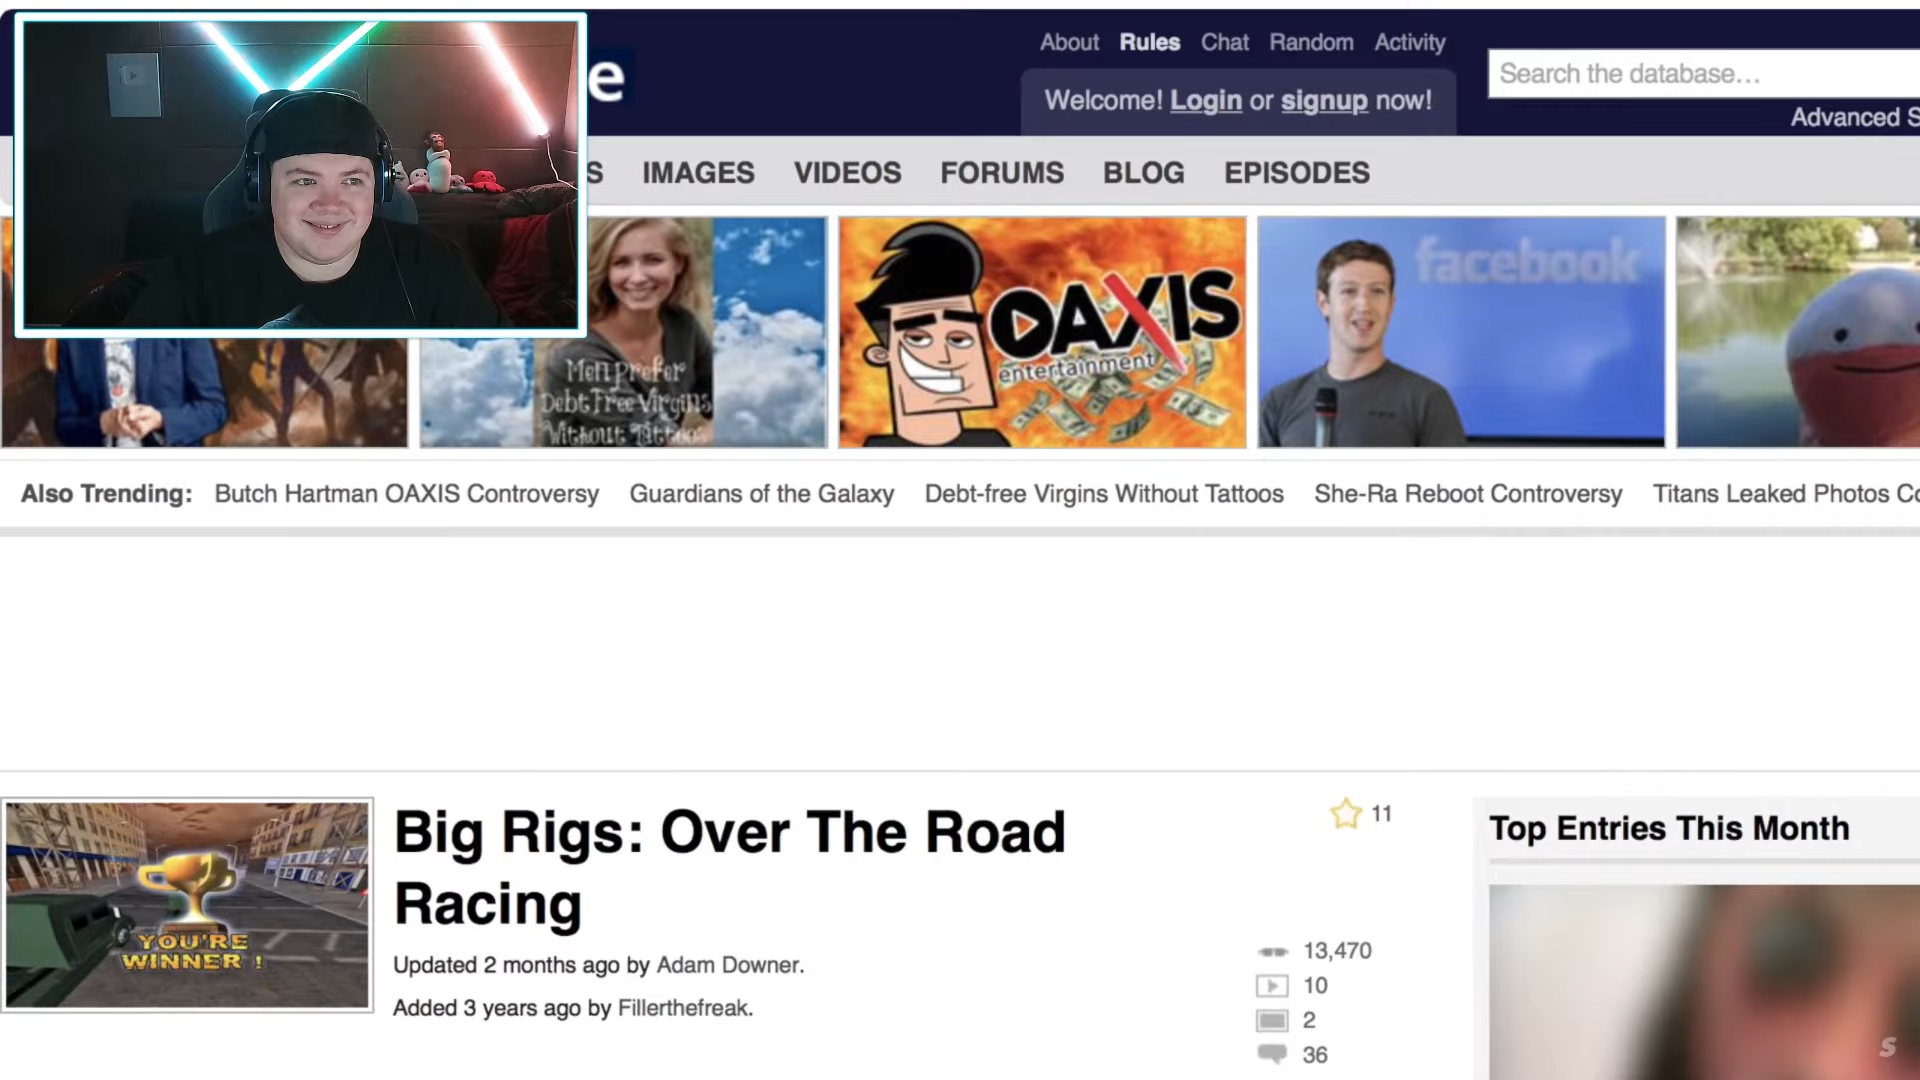 e
About Rules Chat Random Activity
Search the database...
Welcome! Login or signup now!
Advanced S
S IMAGES VIDEOS FORUMS BLOG EPISODES
Men Prefer
Debt Free Virgins
Without Tattoos
OAXIS
entertainment
facebook
Also Trending: Butch Hartman OAXIS Controversy Guardians of the Galaxy Debt-free Virgins Without Tattoos She-Ra Reboot Controversy Titans Leaked Photos Co
YOU'RE
WINNER !
Big Rigs: Over The Road
Racing
11
Updated 2 months ago by Adam Downer.
Added 3 years ago by Fillerthefreak.
13,470
10
2
36
Top Entries This Month
S